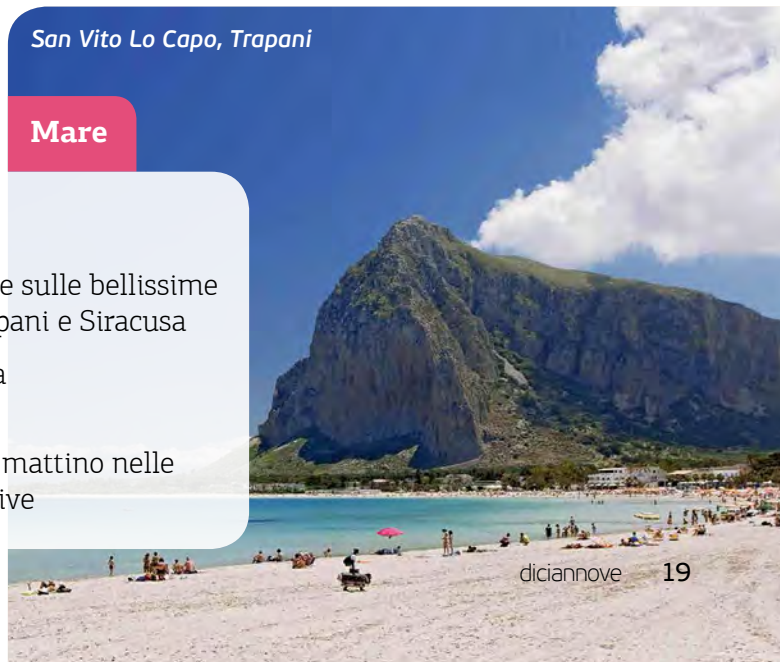 San Vito Lo Capo, Trapani
Mare
e sulle bellissime
pani e Siracusa
a
mattino nelle
ive
diciannove 19